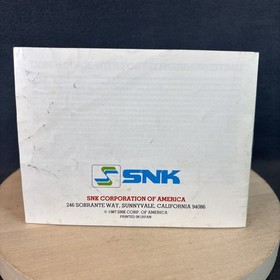 SNK
SNK CORPORATION OF AMERICA
246 SOBRANTE WAY, SUNNYVALE, CALIFORNIA 94086
© 1987 SNK CORP. OF AMERICA
PRINTED IN JAPAN